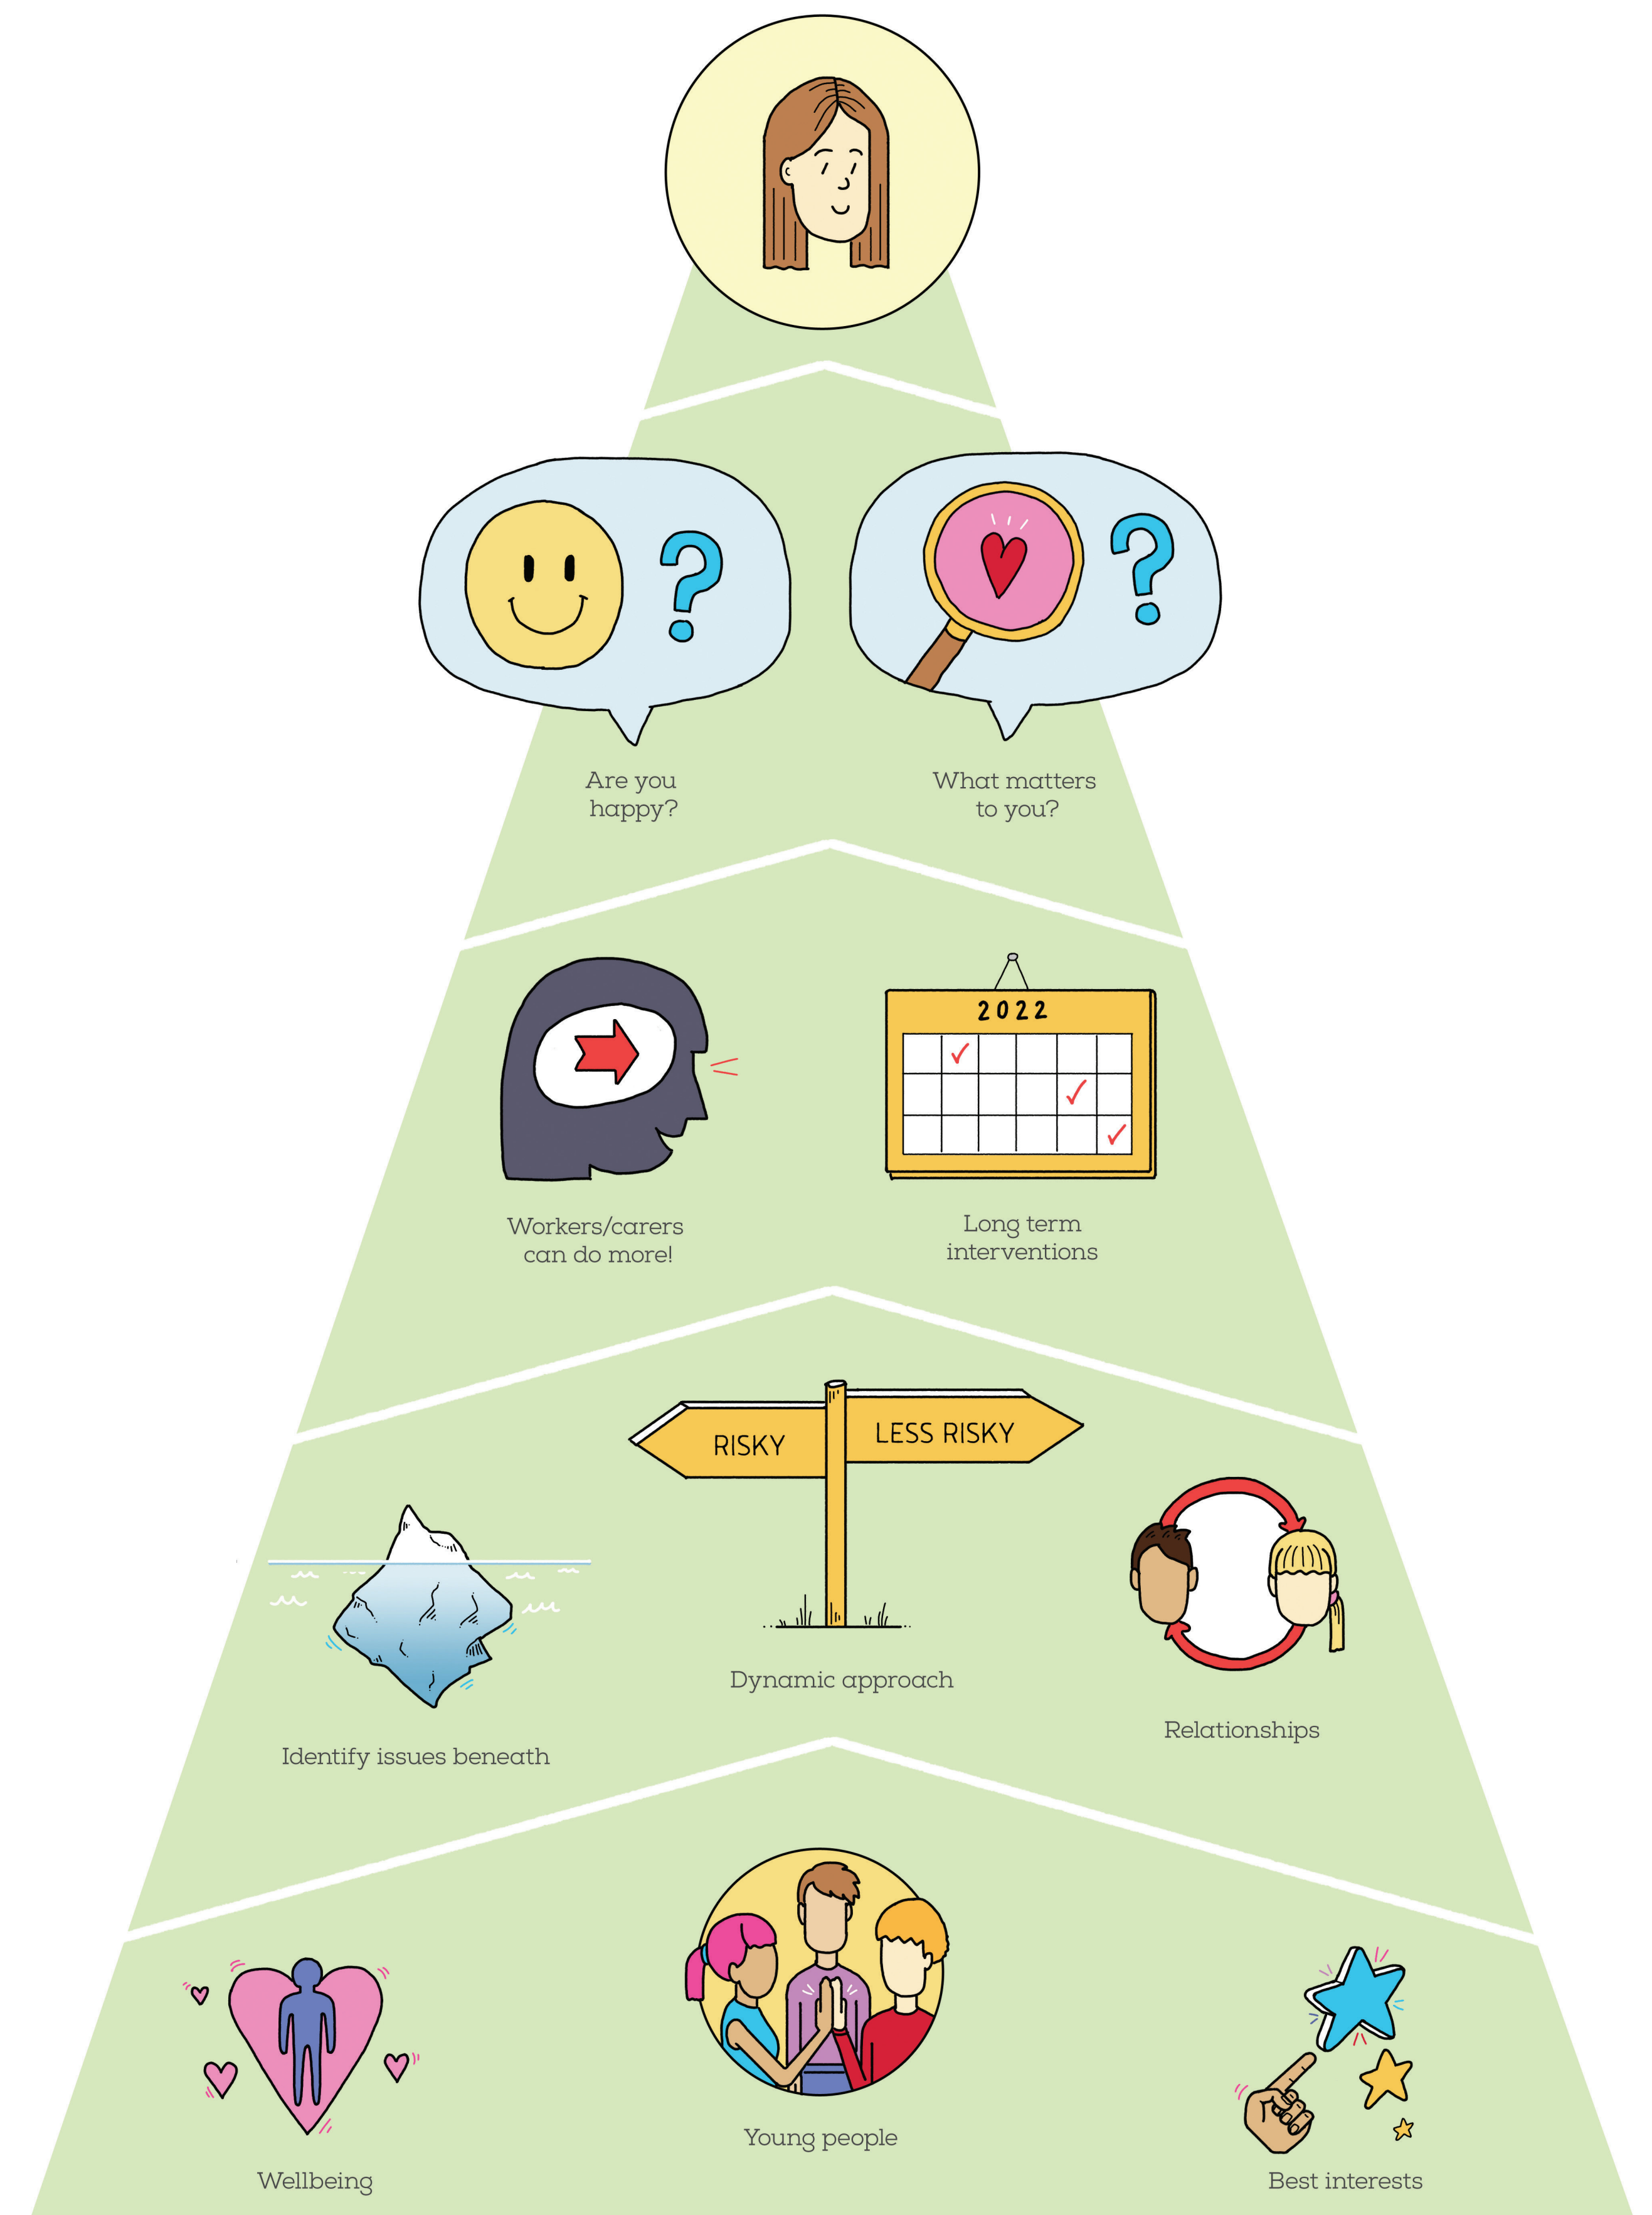 Are you
happy?
What matters
to you?
2022
Workers/carers
can do more!
Long term
interventions
RISKY
LESS RISKY
Identify issues beneath
Dynamic approach
Relationships
Wellbeing
Young people
Best interests